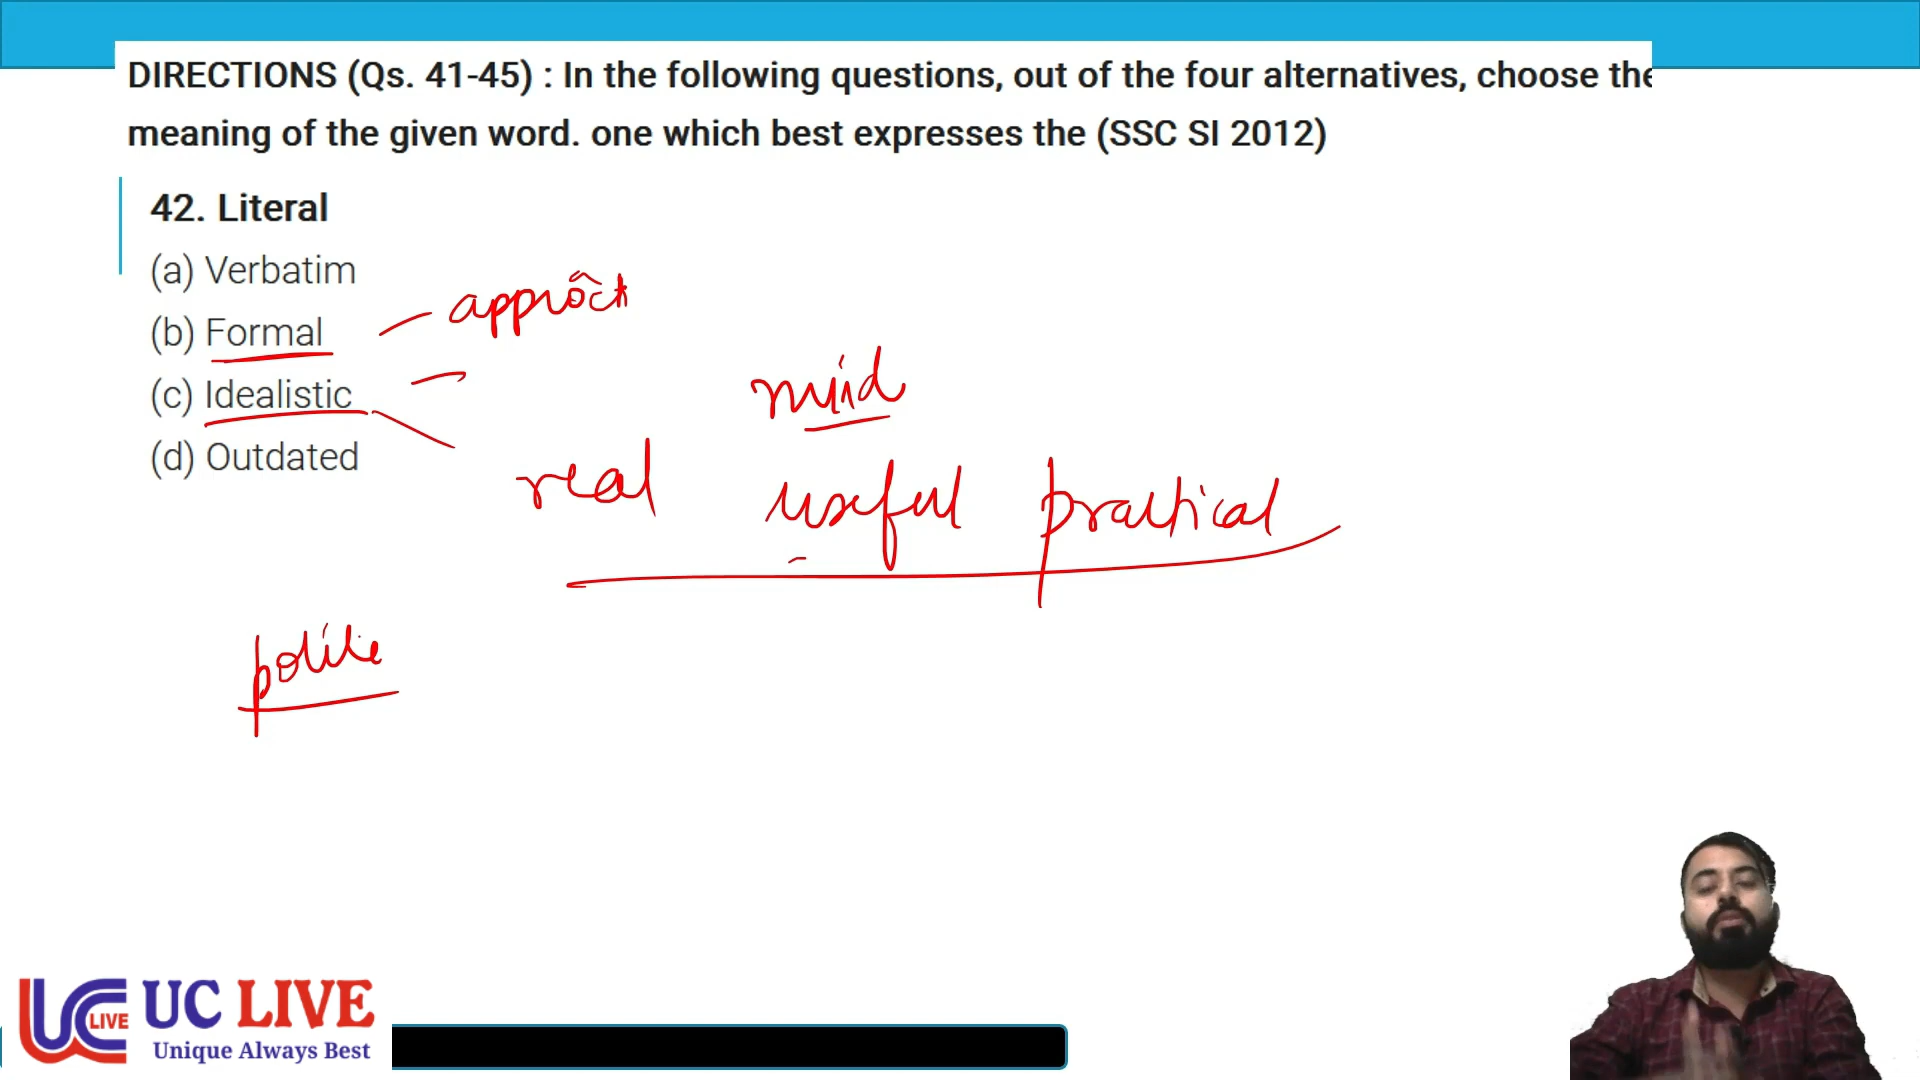 DIRECTIONS (Qs. 41-45) : In the following questions, out of the four alternatives, choose the
meaning of the given word. one which best expresses the (SSC SI 2012)
42. Literal
(a) Verbatim
(b) Formal
(c) Idealistic
(d) Outdated
real useful practical
polite
UC LIVE
LIVE
Unique Always Best